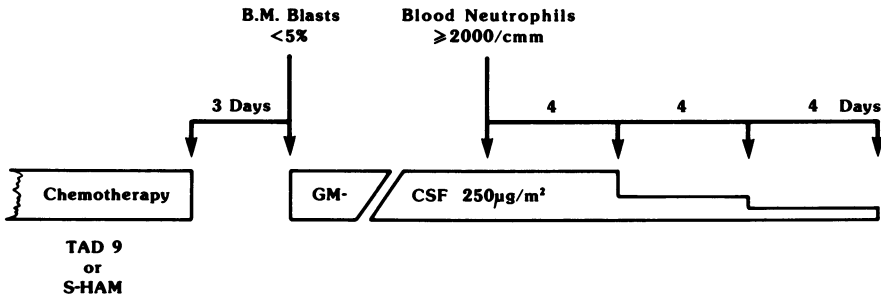 B.M. Blasts
<5%
Blood Neutrophils
≥2000/cmm
3 Days
4
4
4 Days
Chemotherapy
GM-
CSF 250µg/m²
TAD 9
or
S-HAM